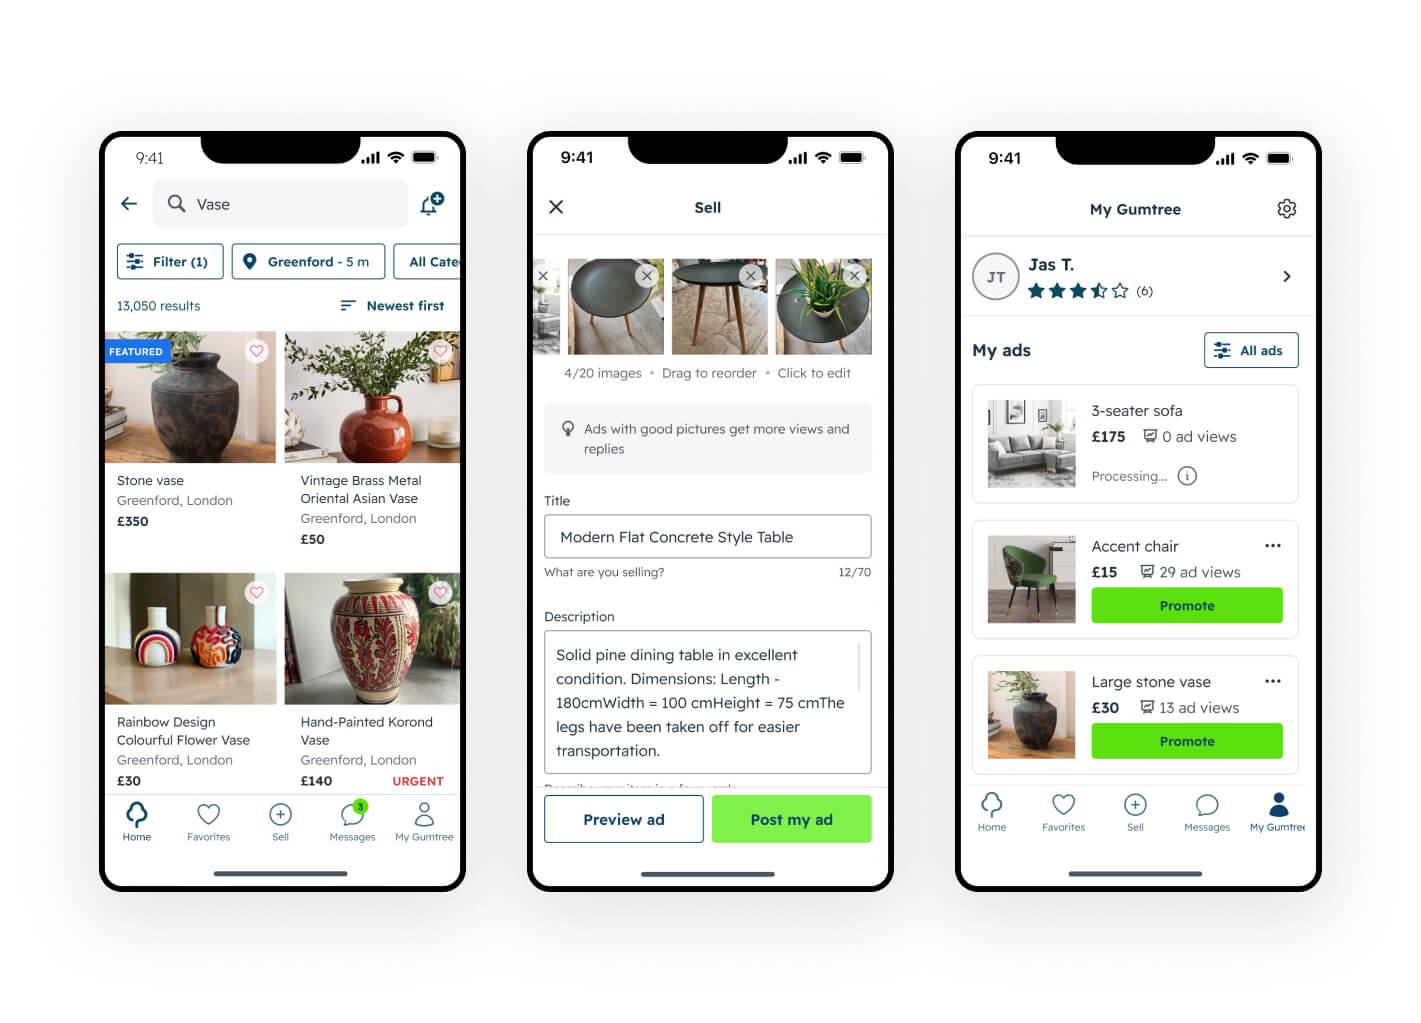 9:41
Vase
Filter (1)
Greenford - 5 m
All Cate
13,050 results
Newest first
FEATURED
Stone vase
Greenford, London
£350
Vintage Brass Metal
Oriental Asian Vase
Greenford, London
£50
Rainbow Design
Colourful Flower Vase
Greenford, London
£30
Hand-Painted Korond
Vase
Greenford, London
£140
URGENT
3
Home
Favorites
Sell
Messages
My Gumtree
9:41
Sell
4/20 images • Drag to reorder • Click to edit
Ads with good pictures get more views and
replies
Title
Modern Flat Concrete Style Table
What are you selling?
12/70
Description
Solid pine dining table in excellent
condition. Dimensions: Length -
180cmWidth = 100 cmHeight = 75 cmThe
legs have been taken off for easier
transportation.
Preview ad
Post my ad
9:41
My Gumtree
JT
Jas T.
(6)
My ads
All ads
3-seater sofa
£175
0 ad views
Processing...
Accent chair
£15
29 ad views
Promote
Large stone vase
£30
13 ad views
Promote
Home
Favorites
Sell
Messages
My Gumtree